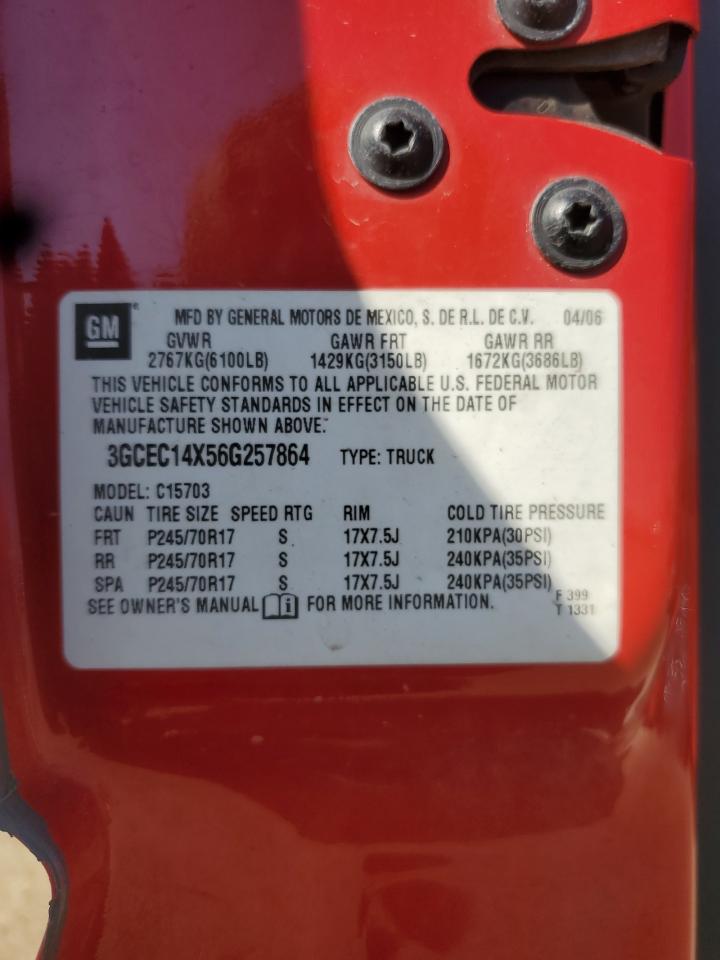 GM
MFD BY GENERAL MOTORS DE MEXICO, S. DE R.L. DE C.V. 04/06
GVWR GAWR FRT GAWR RR
2767KG(6100LB) 1429KG(3150LB) 1672KG(3686LB)
THIS VEHICLE CONFORMS TO ALL APPLICABLE U.S. FEDERAL MOTOR
VEHICLE SAFETY STANDARDS IN EFFECT ON THE DATE OF
MANUFACTURE SHOWN ABOVE.
3GCEC14X56G257864 TYPE: TRUCK
MODEL: C15703
CAUN TIRE SIZE SPEED RTG RIM COLD TIRE PRESSURE
FRT P245/70R17 S 17X7.5J 210KPA(30PSI)
RR P245/70R17 S 17X7.5J 240KPA(35PSI)
SPA P245/70R17 S 17X7.5J 240KPA(35PSI)
SEE OWNER'S MANUAL i FOR MORE INFORMATION.
F 399
T 1331